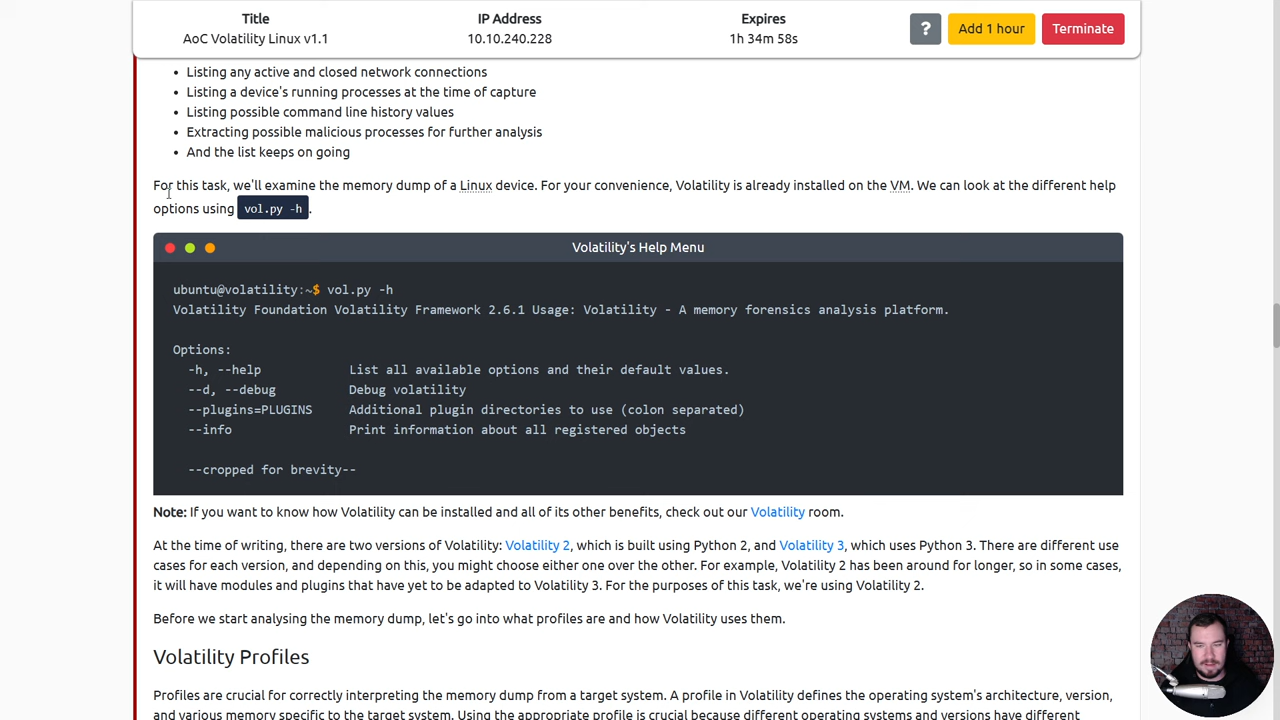 Title
IP Address
Expires
AoC Volatility Linux v1.1
10.10.240.228
1h 34m 58s
?
Add 1 hour
Terminate
• Listing any active and closed network connections
• Listing a device's running processes at the time of capture
• Listing possible command line history values
• Extracting possible malicious processes for further analysis
• And the list keeps on going
For this task, we'll examine the memory dump of a Linux device. For your convenience, Volatility is already installed on the VM. We can look at the different help
options using vol.py -h.
Volatility's Help Menu
ubuntu@volatility:~$ vol.py -h
Volatility Foundation Volatility Framework 2.6.1 Usage: Volatility - A memory forensics analysis platform.
Options:
-h, --help List all available options and their default values.
--d, --debug Debug volatility
--plugins=PLUGINS Additional plugin directories to use (colon separated)
--info Print information about all registered objects
--cropped for brevity--
Note: If you want to know how Volatility can be installed and all of its other benefits, check out our Volatility room.
At the time of writing, there are two versions of Volatility: Volatility 2, which is built using Python 2, and Volatility 3, which uses Python 3. There are different use
cases for each version, and depending on this, you might choose either one over the other. For example, Volatility 2 has been around for longer, so in some cases,
it will have modules and plugins that have yet to be adapted to Volatility 3. For the purposes of this task, we're using Volatility 2.
Before we start analysing the memory dump, let's go into what profiles are and how Volatility uses them.
Volatility Profiles
Profiles are crucial for correctly interpreting the memory dump from a target system. A profile in Volatility defines the operating system's architecture, version,
and various memory specific to the target system. Using the appropriate profile is crucial because different operating systems and versions have different